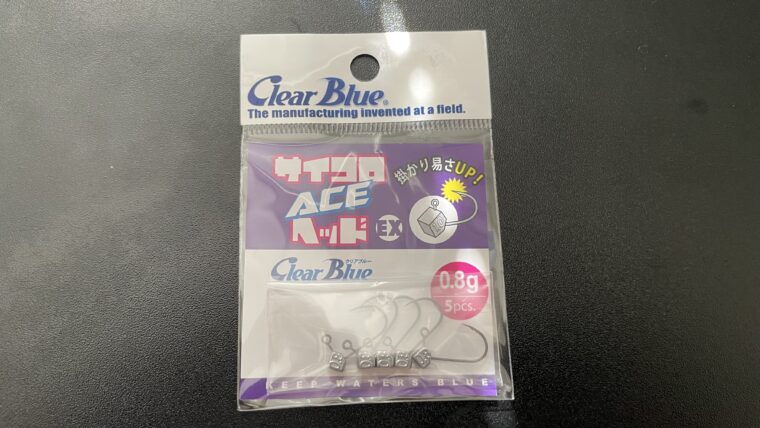 Clear Blue®
The manufacturing invented at a field.
サイコロ
ACE
ヘッド EX
掛かり易さUP!
クリアブルー
Clear Blue
0.8g
5pcs.
KEEP WATERS BLUE